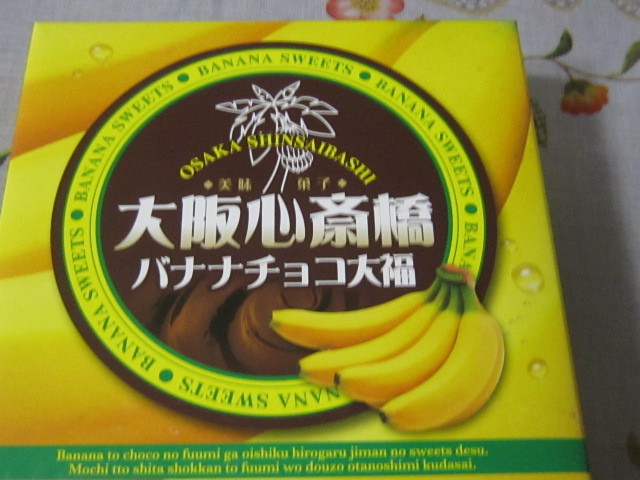 BANANA SWEETS • BANANA SWEETS • BANANA SWEETS • BANA
BANANA SWEETS • BANANA SWEETS
NANA SWEETS
OSAKA SHINSAIBASHI
美味 菓子
大阪心斎橋
バナナチョコ大福
Banana to choco no fuumi ga oishiku hirogaru jiman no sweets desu.
Mochi tto shita shokkan to fuumi wo douzo otanoshimi kudasai.